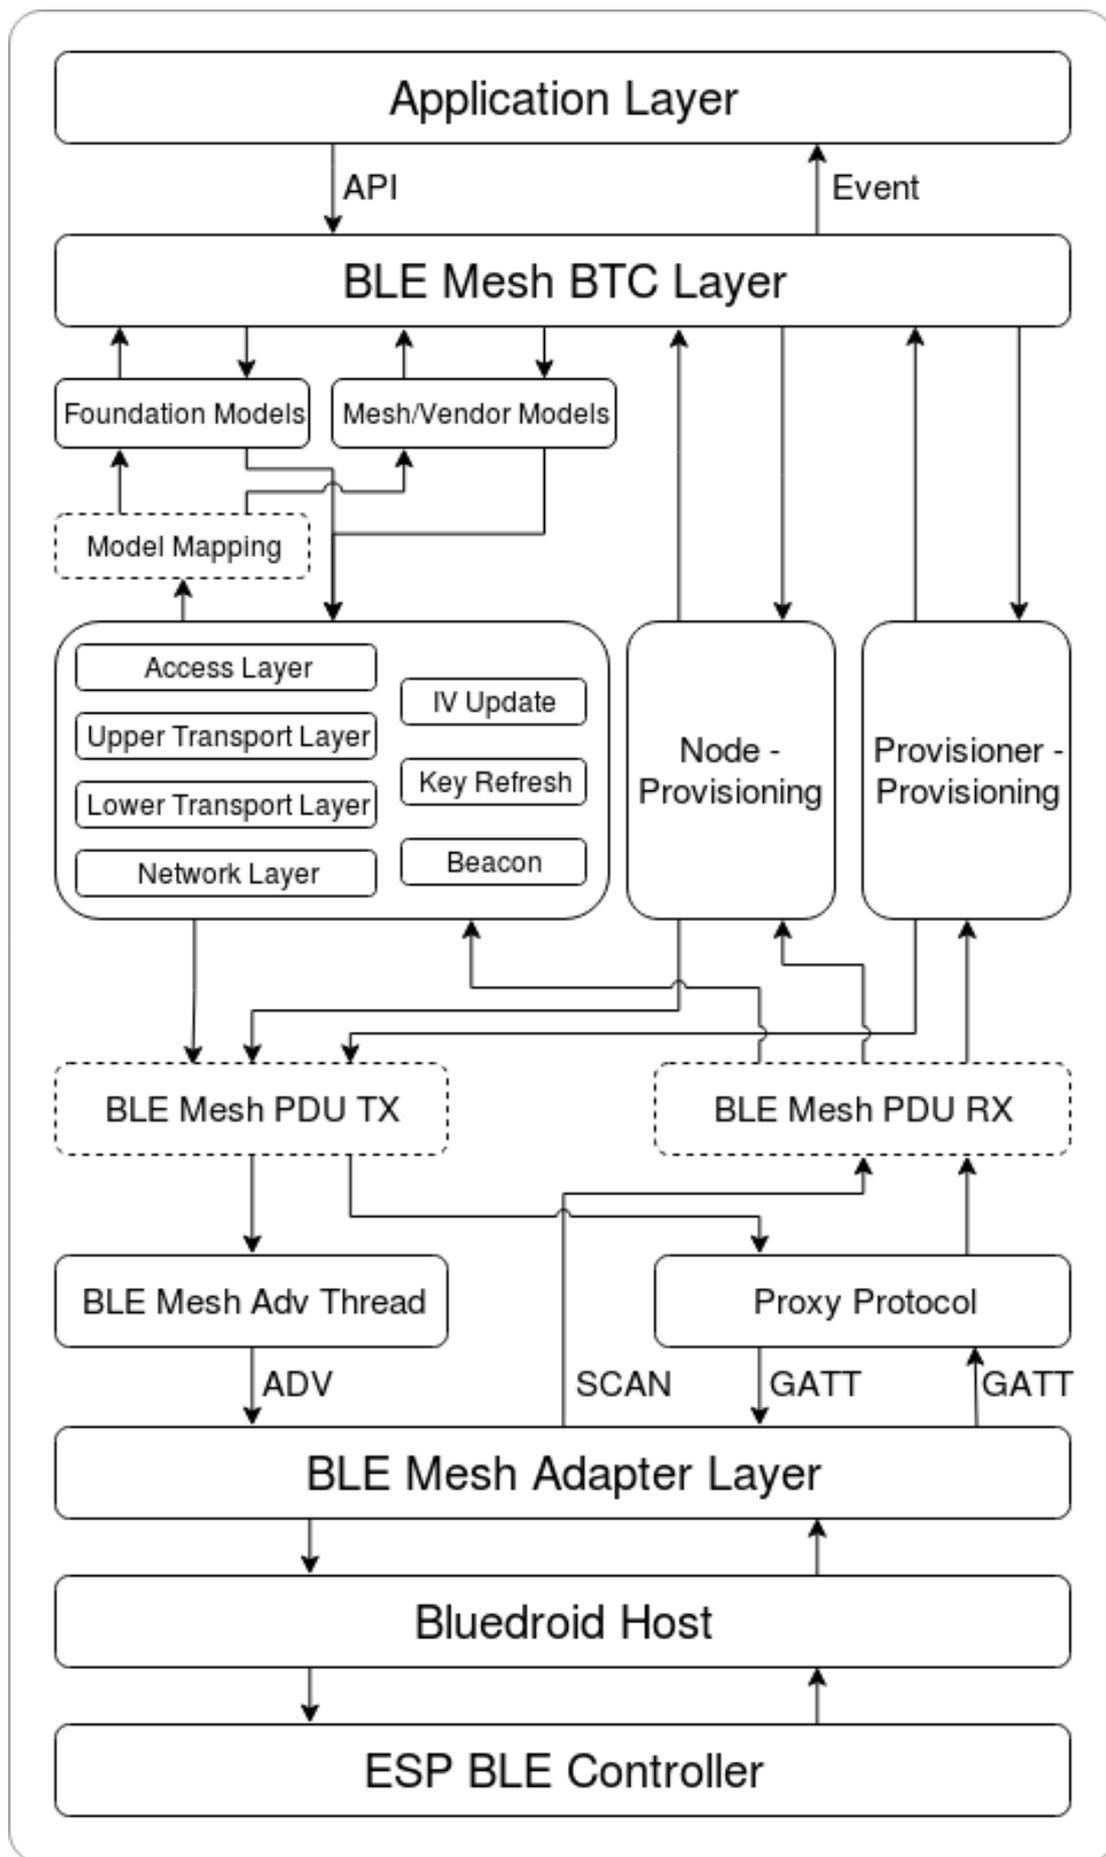 Application Layer
API
Event
BLE Mesh BTC Layer
Foundation Models
Mesh/Vendor Models
Model Mapping
Access Layer
Upper Transport Layer
Lower Transport Layer
Network Layer
IV Update
Key Refresh
Beacon
Node -
Provisioning
Provisioner -
Provisioning
BLE Mesh PDU TX
BLE Mesh PDU RX
BLE Mesh Adv Thread
Proxy Protocol
ADV
SCAN
GATT
GATT
BLE Mesh Adapter Layer
Bluedroid Host
ESP BLE Controller